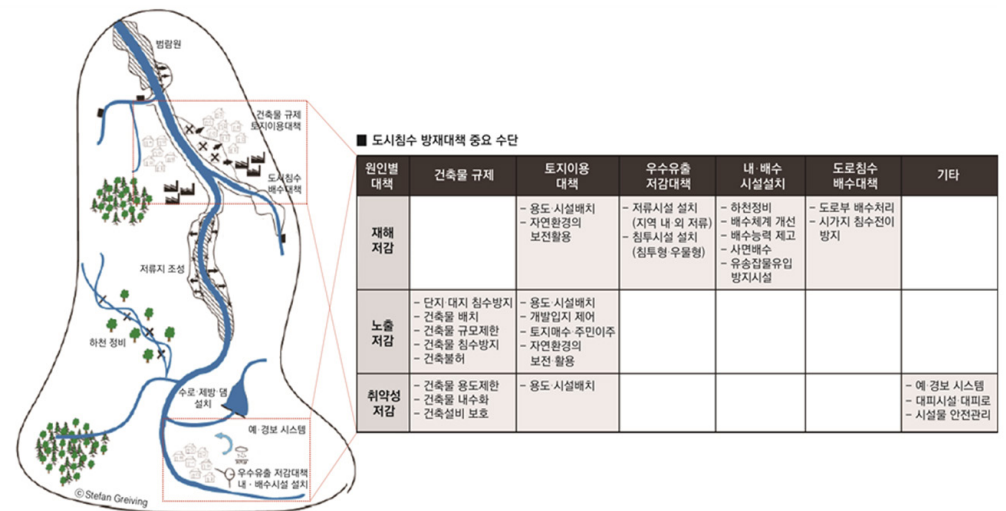 범람원
건축물 규제
토지이용대책
도시침수
배수대책
저류지 조성
하천 정비
수로·제방·댐
설치
예·경보 시스템
우수유출 저감대책
내·배수시설 설치
©Stefan Greiving
■ 도시침수 방재대책 중요 수단
원인별
대책
건축물 규제
토지이용
대책
우수유출
저감대책
내·배수
시설설치
도로침수
배수대책
기타
재해
저감
- 용도·시설배치
- 자연환경의
보전활용
- 저류시설 설치
(지역 내·외 저류)
- 침투시설 설치
(침투형·우물형)
- 하천정비
- 배수체계 개선
- 배수능력 제고
- 사면배수
- 유송잡물유입
방지시설
- 도로부 배수처리
- 시가지 침수전이
방지
노출
저감
- 단지·대지 침수방지
- 건축물 배치
- 건축물 규모제한
- 건축물 침수방지
- 건축불허
- 용도·시설배치
- 개발입지 제어
- 토지매수·주민이주
- 자연환경의
보전·활용
취약성
저감
- 건축물 용도제한
- 건축물 내수화
- 건축설비 보호
- 용도·시설배치
- 예·경보 시스템
- 대피시설·대피로
- 시설물 안전관리